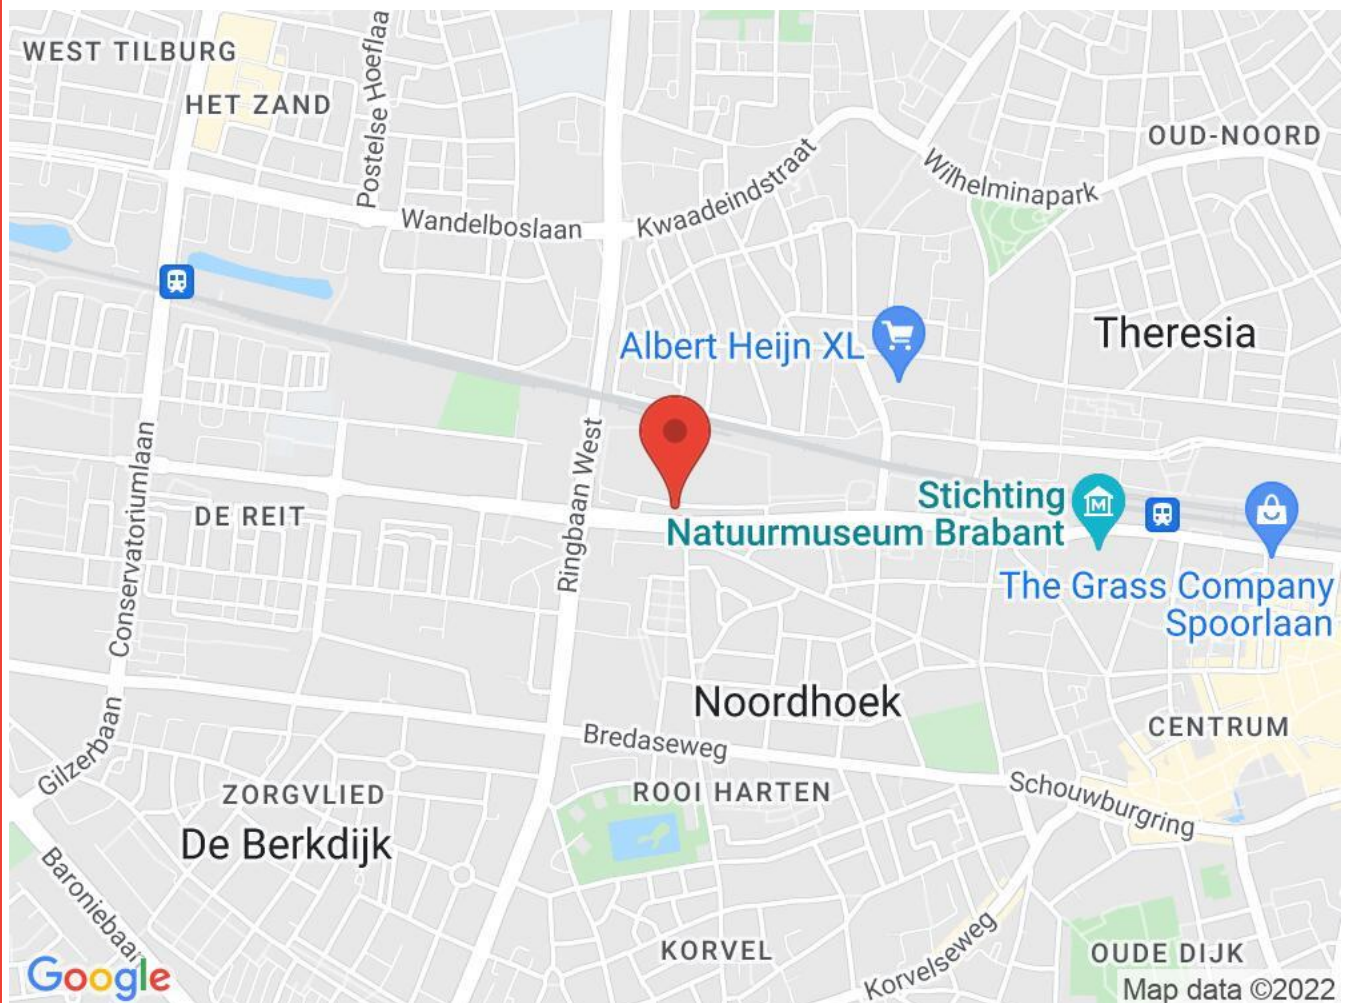 Postelse Hoeflaa
WEST TILBURG
HET ZAND
OUD-NOORD
Kwaadeindstraat
Wilhelminapark
Wandelboslaan
Theresia
Albert Heijn XL
Ringbaan West
Conservatoriumlaan
DE REIT
Stichting
Natuurmuseum Brabant
The Grass Company
Spoorlaan
Noordhoek
CENTRUM
Bredaseweg
Gilzerbaan
ZORGVLIED
ROOI HARTEN
Schouwburgring
De Berkdijk
Baroniebaan
KORVEL
Korvelseweg
OUDE DIJK
Google
Map data ©2022